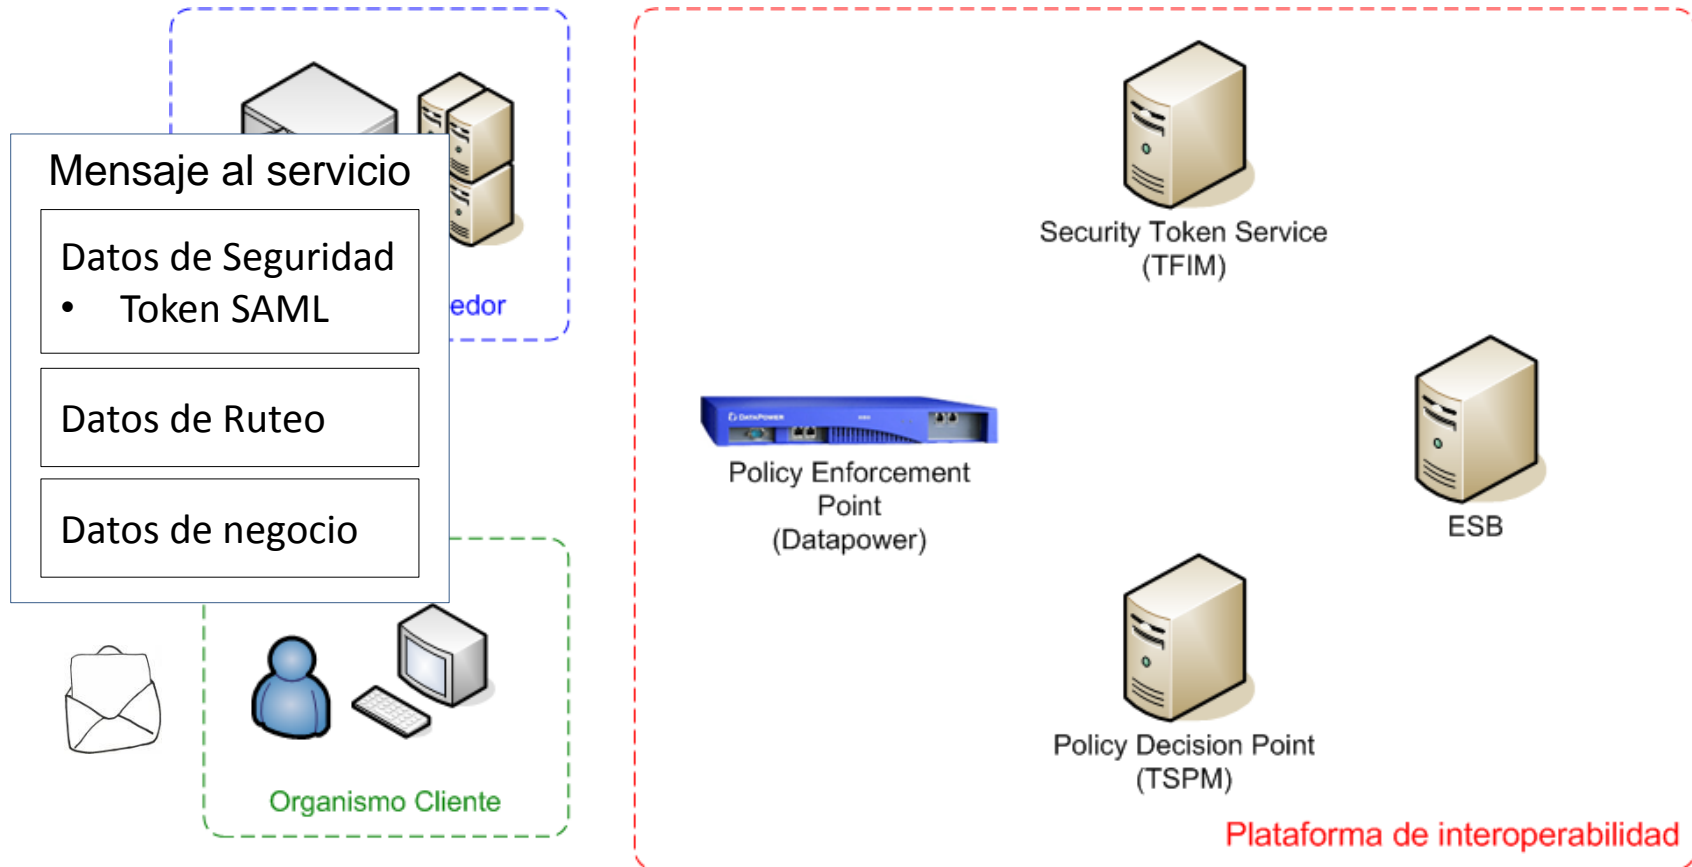 Mensaje al servicio
Datos de Seguridad
• Token SAML
edor
Datos de Ruteo
Datos de negocio
Organismo Cliente
Security Token Service
(TFIM)
DATAPOWER
Policy Enforcement
Point
(Datapower)
ESB
Policy Decision Point
(TSPM)
Plataforma de interoperabilidad